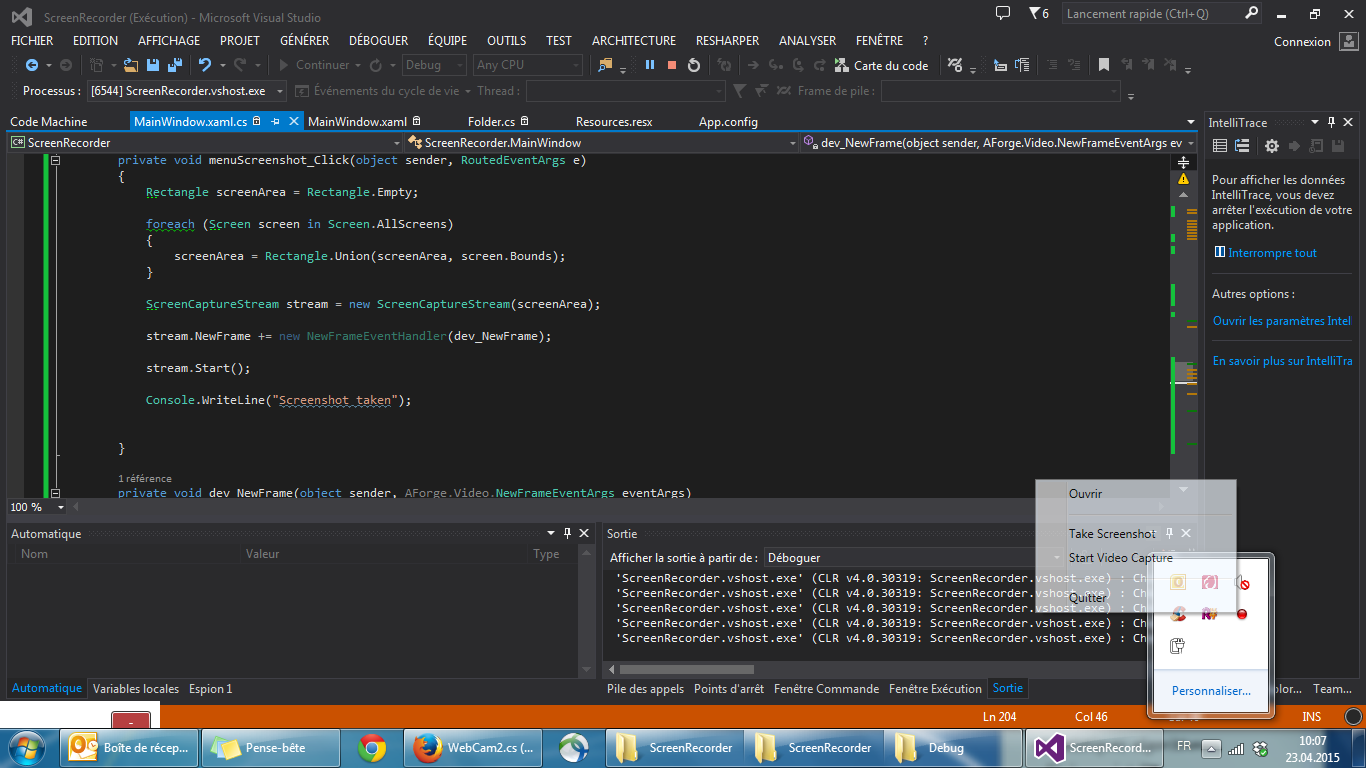 ScreenRecorder (Exécution) - Microsoft Visual Studio
6
Lancement rapide (Ctrl+Q)
FICHIER EDITION AFFICHAGE PROJET GÉNÉRER DÉBOGUER ÉQUIPE OUTILS TEST ARCHITECTURE RESHARPER ANALYSER FENÊTRE ?
Connexion
Continuer Debug Any CPU Carte du code
Processus : [6544] ScreenRecorder.vshost.exe Événements du cycle de vie Thread : Frame de pile :
Code Machine MainWindow.xaml.cs MainWindow.xaml Folder.cs Resources.resx App.config
C# ScreenRecorder ScreenRecorder.MainWindow dev_NewFrame(object sender, AForge.Video.NewFrameEventArgs ev
private void menuScreenshot_Click(object sender, RoutedEventArgs e)
{
Rectangle screenArea = Rectangle.Empty;
foreach (Screen screen in Screen.AllScreens)
{
screenArea = Rectangle.Union(screenArea, screen.Bounds);
}
ScreenCaptureStream stream = new ScreenCaptureStream(screenArea);
stream.NewFrame += new NewFrameEventHandler(dev_NewFrame);
stream.Start();
Console.WriteLine("Screenshot taken");
}
1 référence
private void dev_NewFrame(object sender, AForge.Video.NewFrameEventArgs eventArgs)
100 %
IntelliTrace
Pour afficher les données
IntelliTrace, vous devez
arrêter l'exécution de votre
application.
Interrompre tout
Autres options :
Ouvrir les paramètres Intel
En savoir plus sur IntelliTra
Automatique
Nom Valeur Type
Automatique Variables locales Espion 1
Sortie
Afficher la sortie à partir de : Déboguer
'ScreenRecorder.vshost.exe' (CLR v4.0.30319: ScreenRecorder.vshost.exe) : Ch
'ScreenRecorder.vshost.exe' (CLR v4.0.30319: ScreenRecorder.vshost.exe) : Ch
'ScreenRecorder.vshost.exe' (CLR v4.0.30319: ScreenRecorder.vshost.exe) : Ch
'ScreenRecorder.vshost.exe' (CLR v4.0.30319: ScreenRecorder.vshost.exe) : Ch
'ScreenRecorder.vshost.exe' (CLR v4.0.30319: ScreenRecorder.vshost.exe) : Ch
Pile des appels Points d'arrêt Fenêtre Commande Fenêtre Exécution Sortie
Ouvrir
Take Screenshot
Start Video Capture
Quitter
Personnaliser...
olor... Team...
Ln 204 Col 46 INS
Boîte de récep... Pense-bête WebCam2.cs (... ScreenRecorder ScreenRecorder Debug ScreenRecord...
FR
10:07
23.04.2015